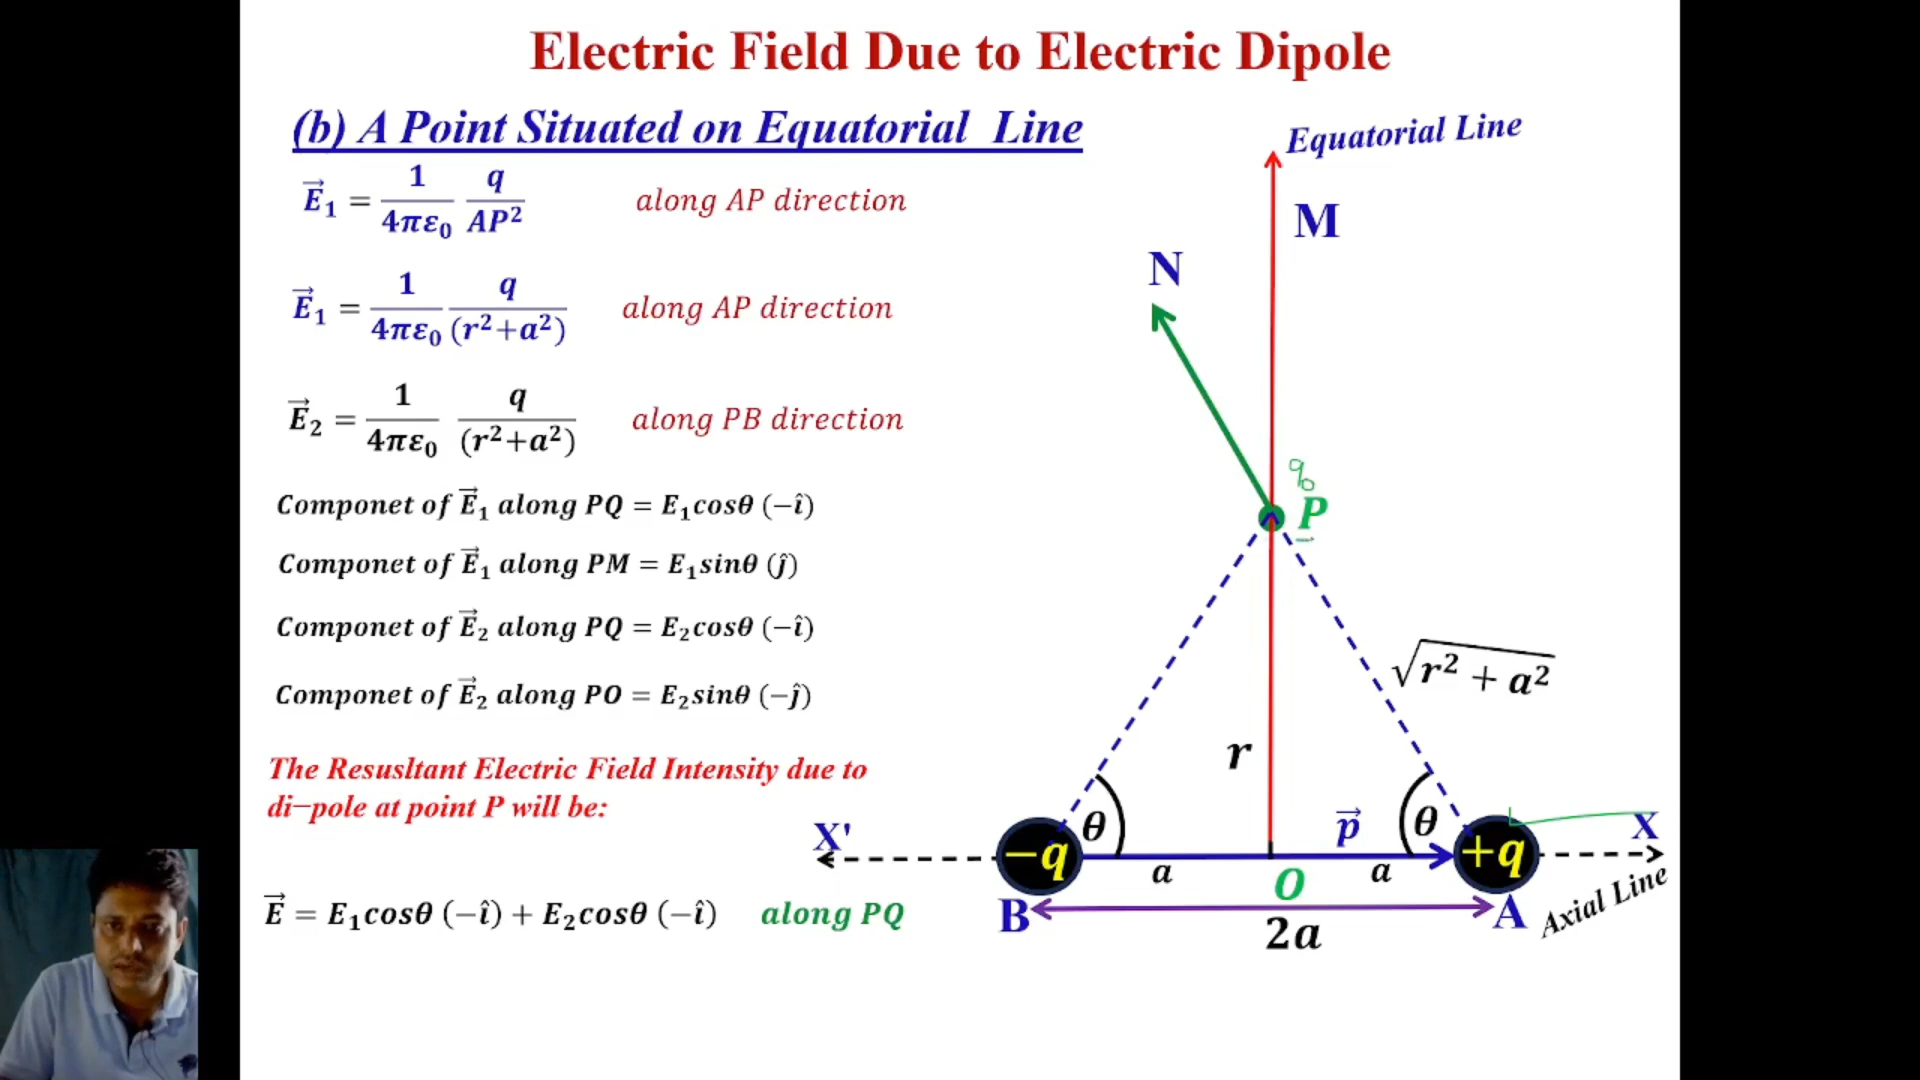 Electric Field Due to Electric Dipole
(b) A Point Situated on Equatorial Line
E⃗₁ = 1/4πε₀ q/AP² along AP direction
E⃗₁ = 1/4πε₀ q/(r²+a²) along AP direction
E⃗₂ = 1/4πε₀ q/(r²+a²) along PB direction
Componet of E⃗₁ along PQ = E₁cosθ (−î)
Componet of E⃗₁ along PM = E₁sinθ (ĵ)
Componet of E⃗₂ along PQ = E₂cosθ (−î)
Componet of E⃗₂ along PO = E₂sinθ (−ĵ)
The Resusltant Electric Field Intensity due to
di−pole at point P will be:
E⃗ = E₁cosθ (−î) + E₂cosθ (−î) along PQ
Equatorial Line
M
N
q₀
P
√r² + a²
r
X'
−q
θ
p⃗
θ
+q
X
a
O
a
B
2a
A
Axial Line